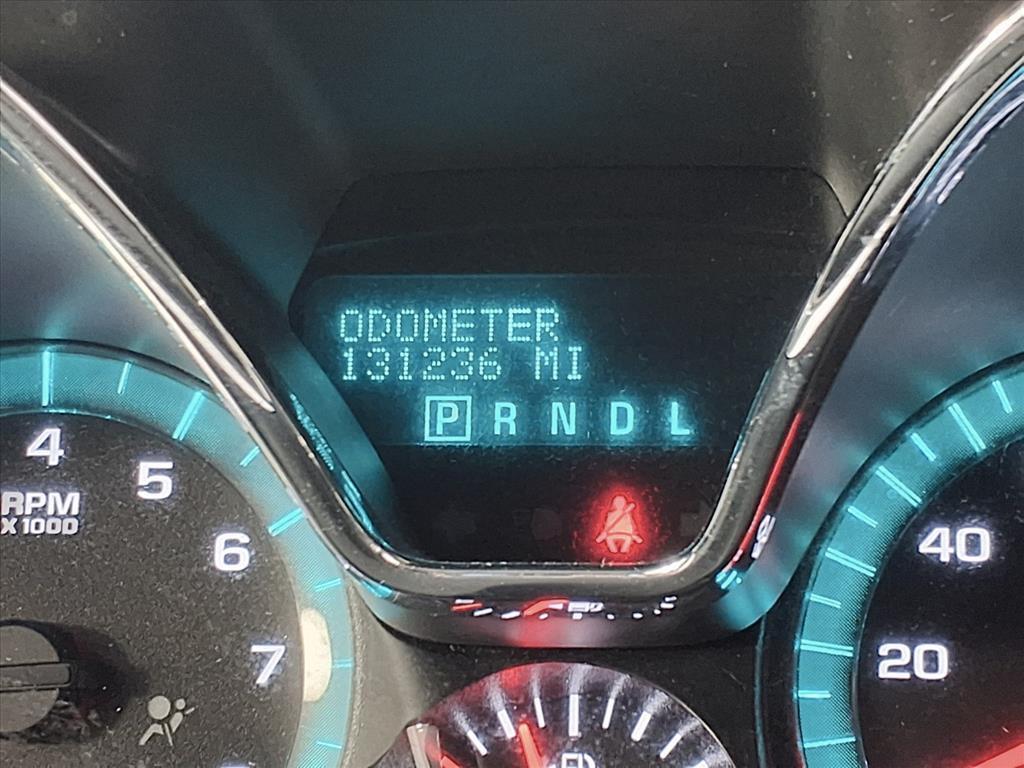 ODOMETER
131236 MI
P R N D L
4
5
6
7
RPM
X 1000
40
20